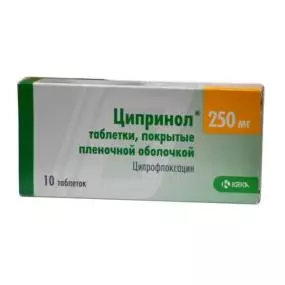 Ципринол® 250 мг
таблетки, покрытые
пленочной оболочкой
Ципрофлоксацин
10 таблеток
KRKA